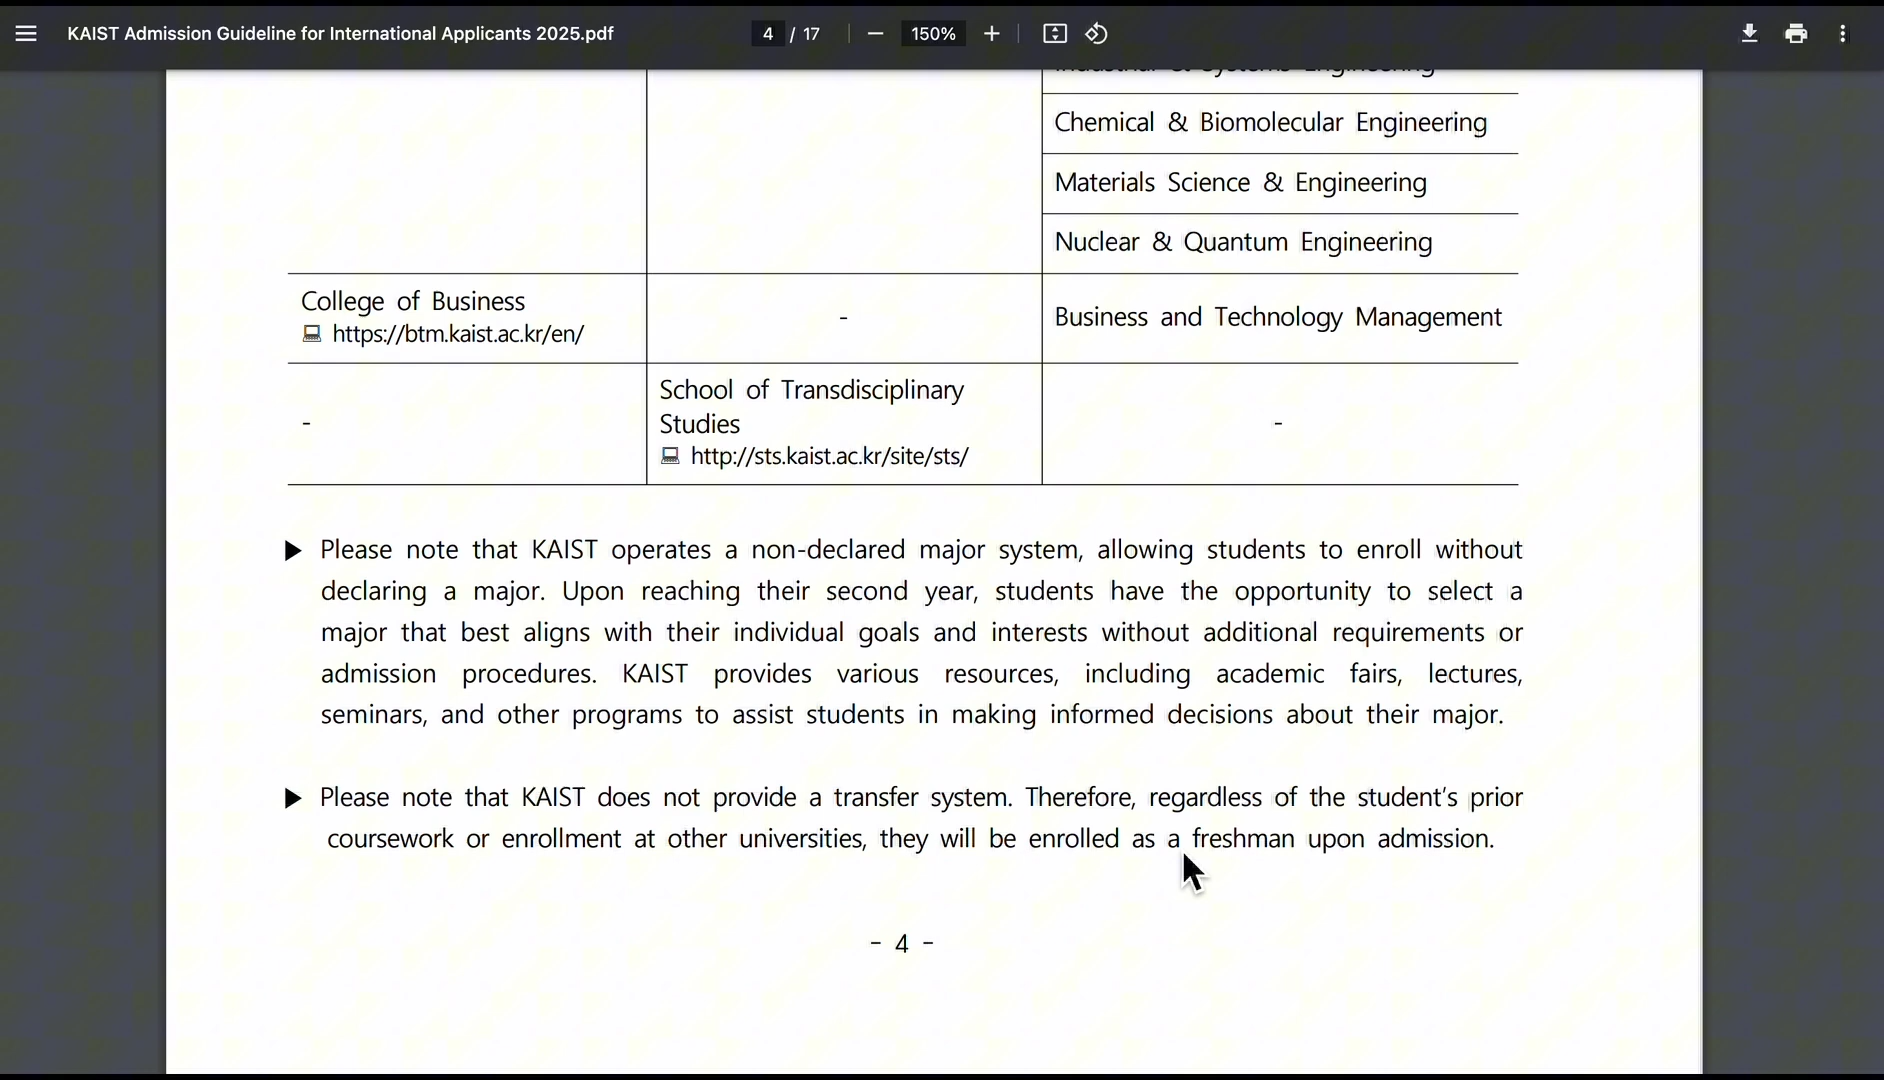 KAIST Admission Guideline for International Applicants 2025.pdf
4 / 17
150%
Industrial & Systems Engineering
Chemical & Biomolecular Engineering
Materials Science & Engineering
Nuclear & Quantum Engineering
College of Business
https://btm.kaist.ac.kr/en/
-
Business and Technology Management
-
School of Transdisciplinary
Studies
http://sts.kaist.ac.kr/site/sts/
-
▶ Please note that KAIST operates a non-declared major system, allowing students to enroll without
declaring a major. Upon reaching their second year, students have the opportunity to select a
major that best aligns with their individual goals and interests without additional requirements or
admission procedures. KAIST provides various resources, including academic fairs, lectures,
seminars, and other programs to assist students in making informed decisions about their major.
▶ Please note that KAIST does not provide a transfer system. Therefore, regardless of the student's prior
coursework or enrollment at other universities, they will be enrolled as a freshman upon admission.
- 4 -